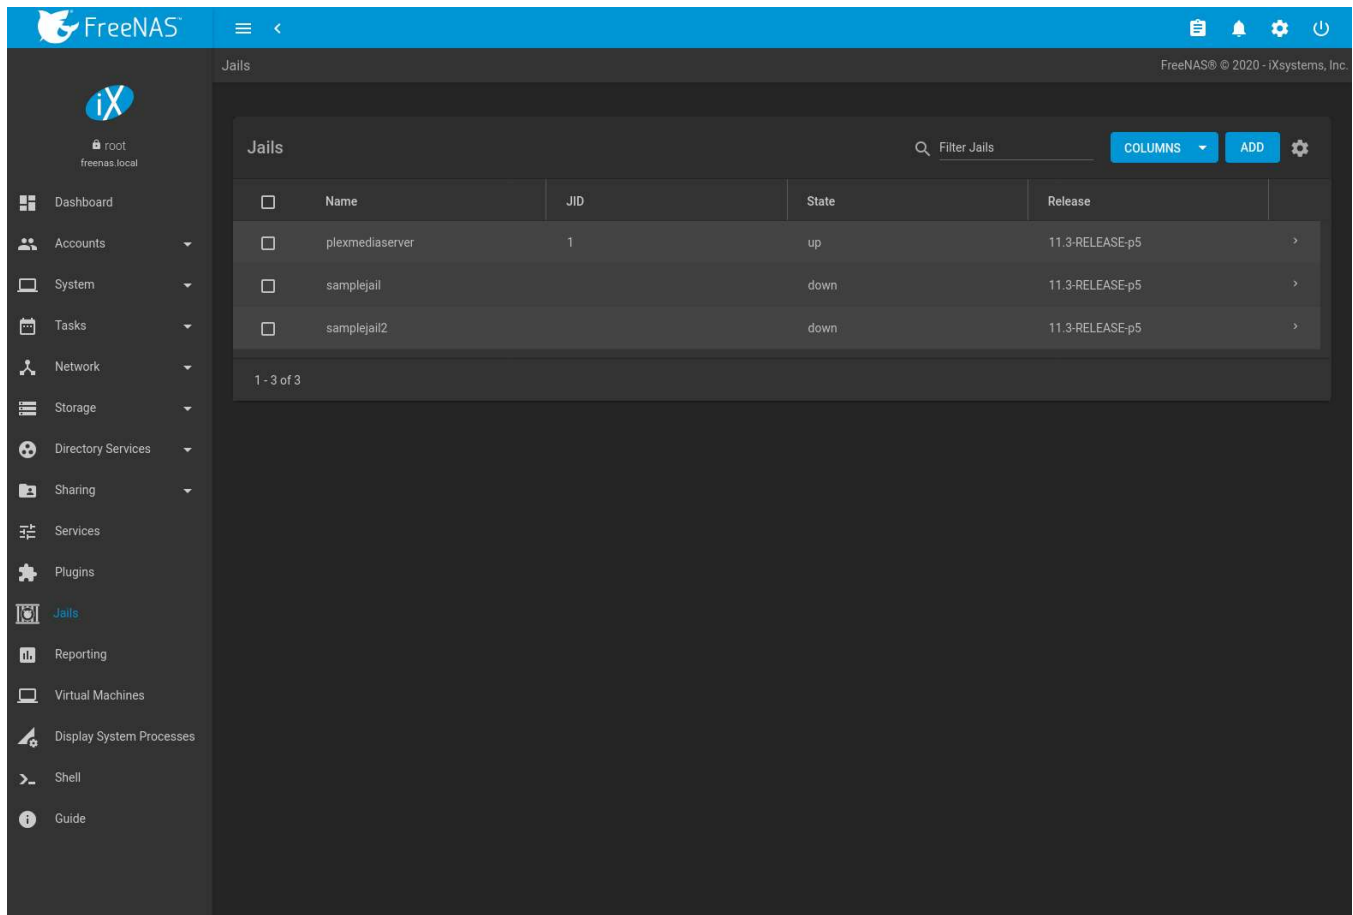 FreeNAS®
Jails
FreeNAS® © 2020 - iXsystems, Inc.
iX
root
freenas.local
Dashboard
Accounts
System
Tasks
Network
Storage
Directory Services
Sharing
Services
Plugins
Jails
Reporting
Virtual Machines
Display System Processes
Shell
Guide
Jails
Filter Jails
COLUMNS
ADD
Name JID State Release
plexmediaserver 1 up 11.3-RELEASE-p5
samplejail down 11.3-RELEASE-p5
samplejail2 down 11.3-RELEASE-p5
1 - 3 of 3